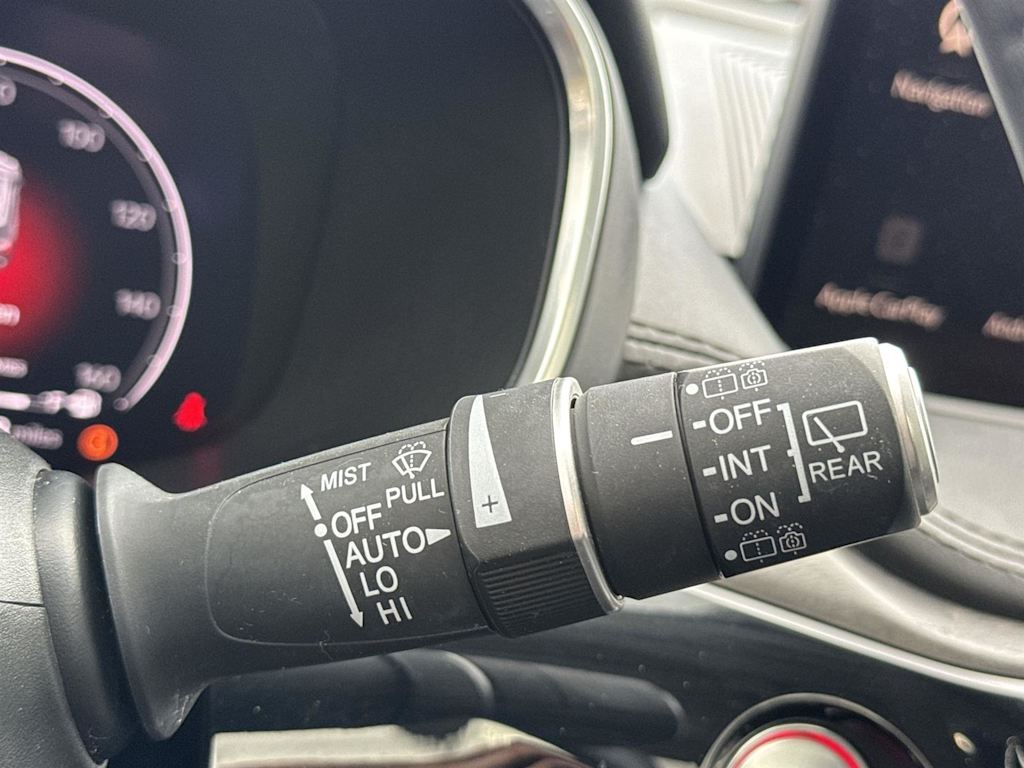 100
120
140
160
Navigation
Apple CarPlay
MIST
PULL
OFF
AUTO
LO
HI
+
OFF
INT
ON
REAR